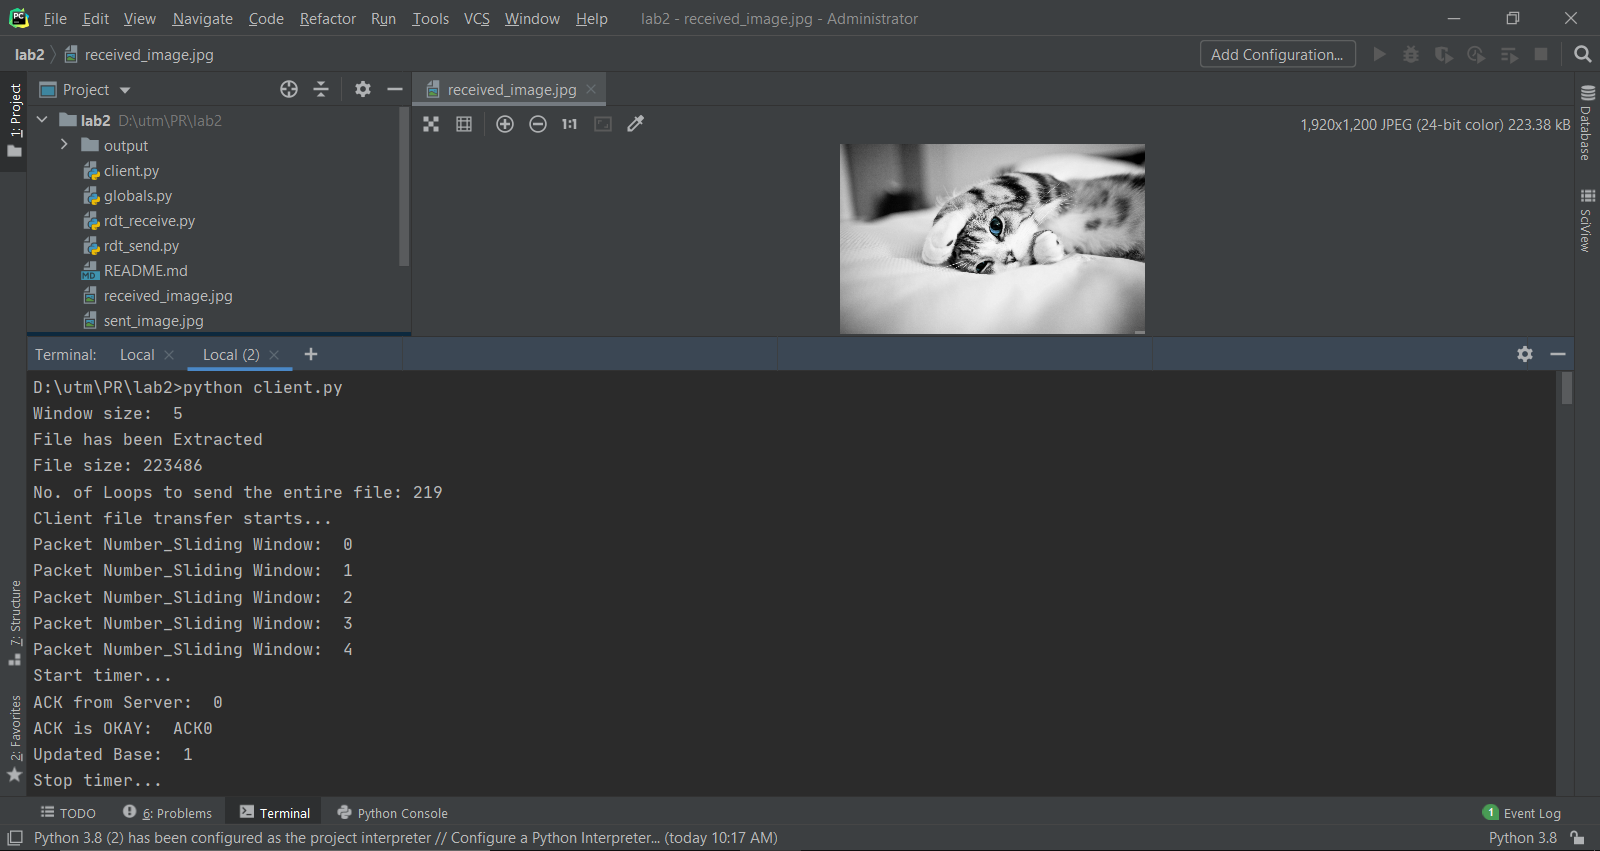 PC File Edit View Navigate Code Refactor Run Tools VCS Window Help lab2 - received_image.jpg - Administrator
lab2 received_image.jpg Add Configuration...
1: Project
Project
received_image.jpg
lab2 D:\utm\PR\lab2
1:1
1,920x1,200 JPEG (24-bit color) 223.38 kB
Database
output
client.py
globals.py
rdt_receive.py
SciView
rdt_send.py
MD README.md
received_image.jpg
sent_image.jpg
Terminal: Local Local (2)
D:\utm\PR\lab2>python client.py
Window size:  5
File has been Extracted
File size: 223486
No. of Loops to send the entire file: 219
Client file transfer starts...
Packet Number_Sliding Window:  0
Packet Number_Sliding Window:  1
Packet Number_Sliding Window:  2
Packet Number_Sliding Window:  3
Packet Number_Sliding Window:  4
Start timer...
ACK from Server:  0
ACK is OKAY:  ACK0
Updated Base:  1
Stop timer...
7: Structure
2: Favorites
TODO 6: Problems Terminal Python Console 1 Event Log
Python 3.8 (2) has been configured as the project interpreter // Configure a Python Interpreter... (today 10:17 AM) Python 3.8